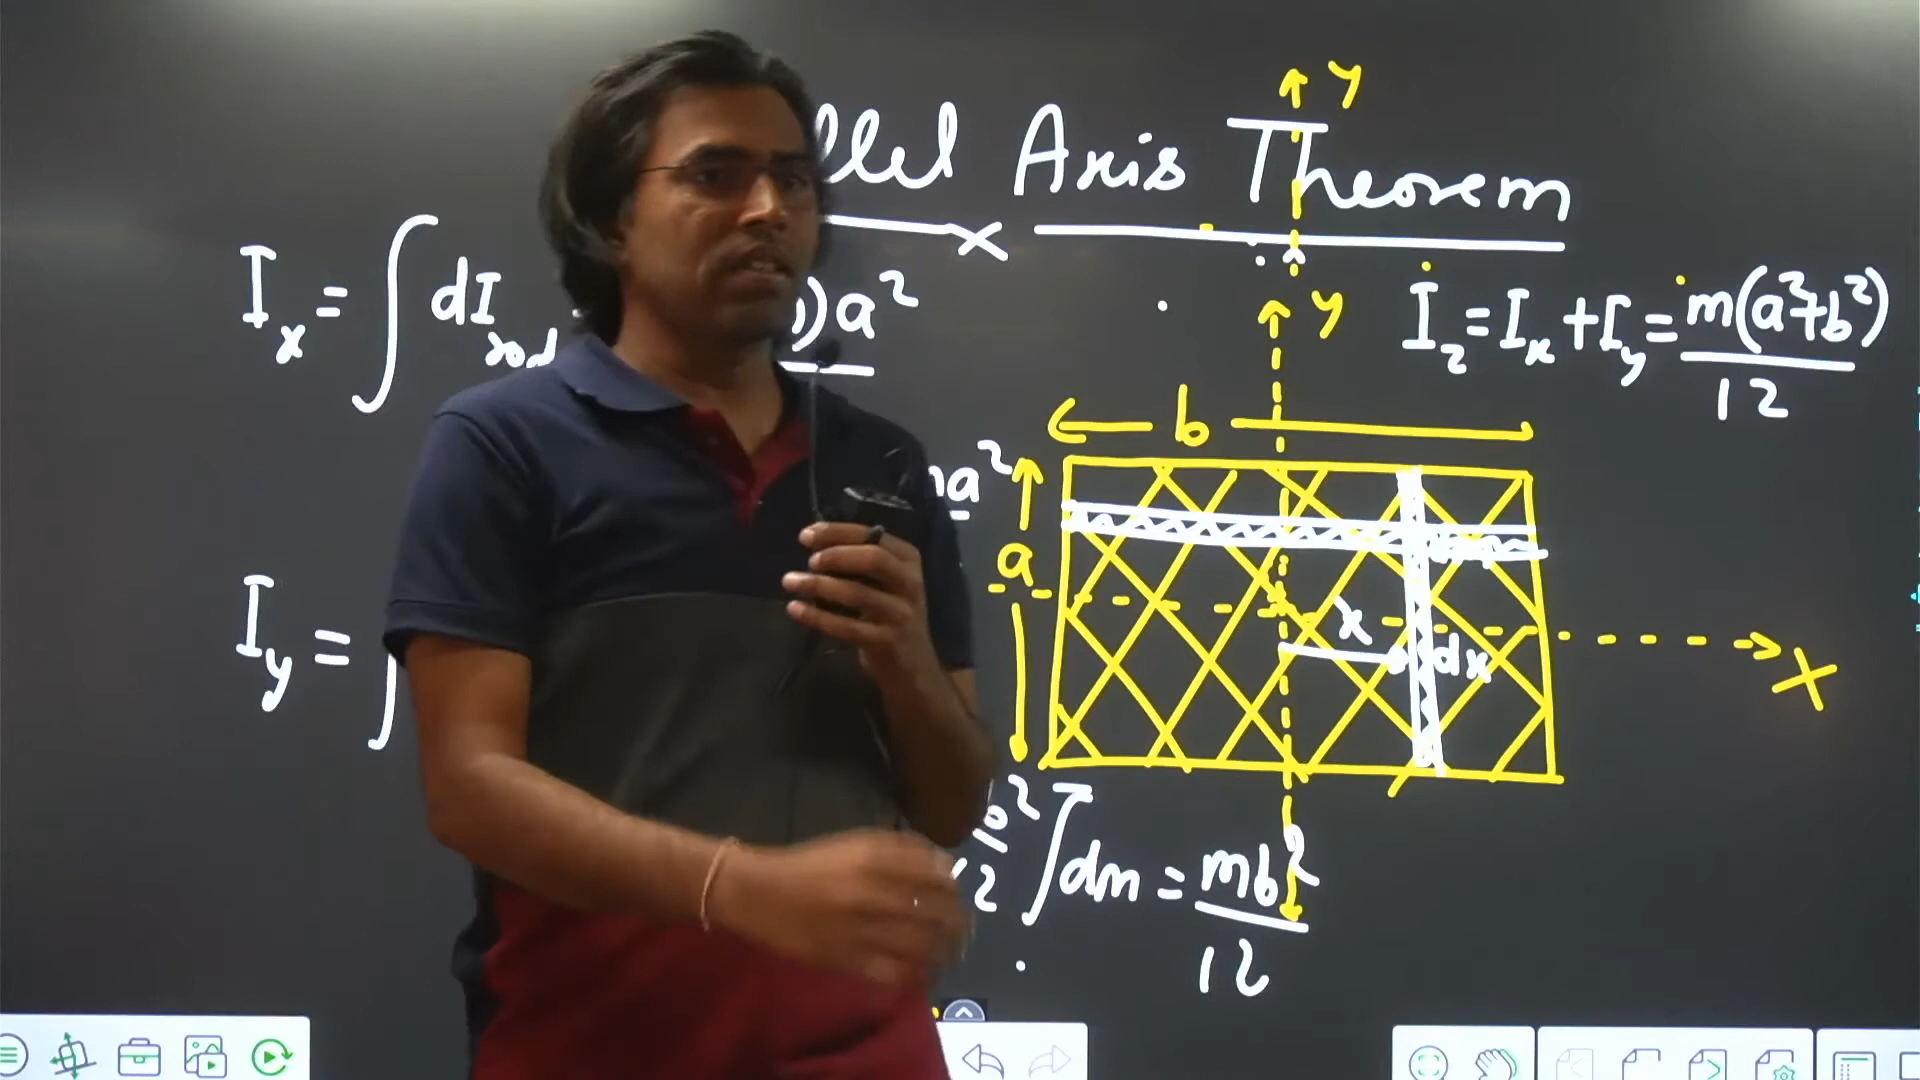 y
Axis Theorem
I_x = ∫ dI_rod
)a²
y
I_z = I_x + I_y = m(a²+b²)/12
b
a²
a
x
dx
X
I_y = ∫
b²/12 ∫dm = mb²/12